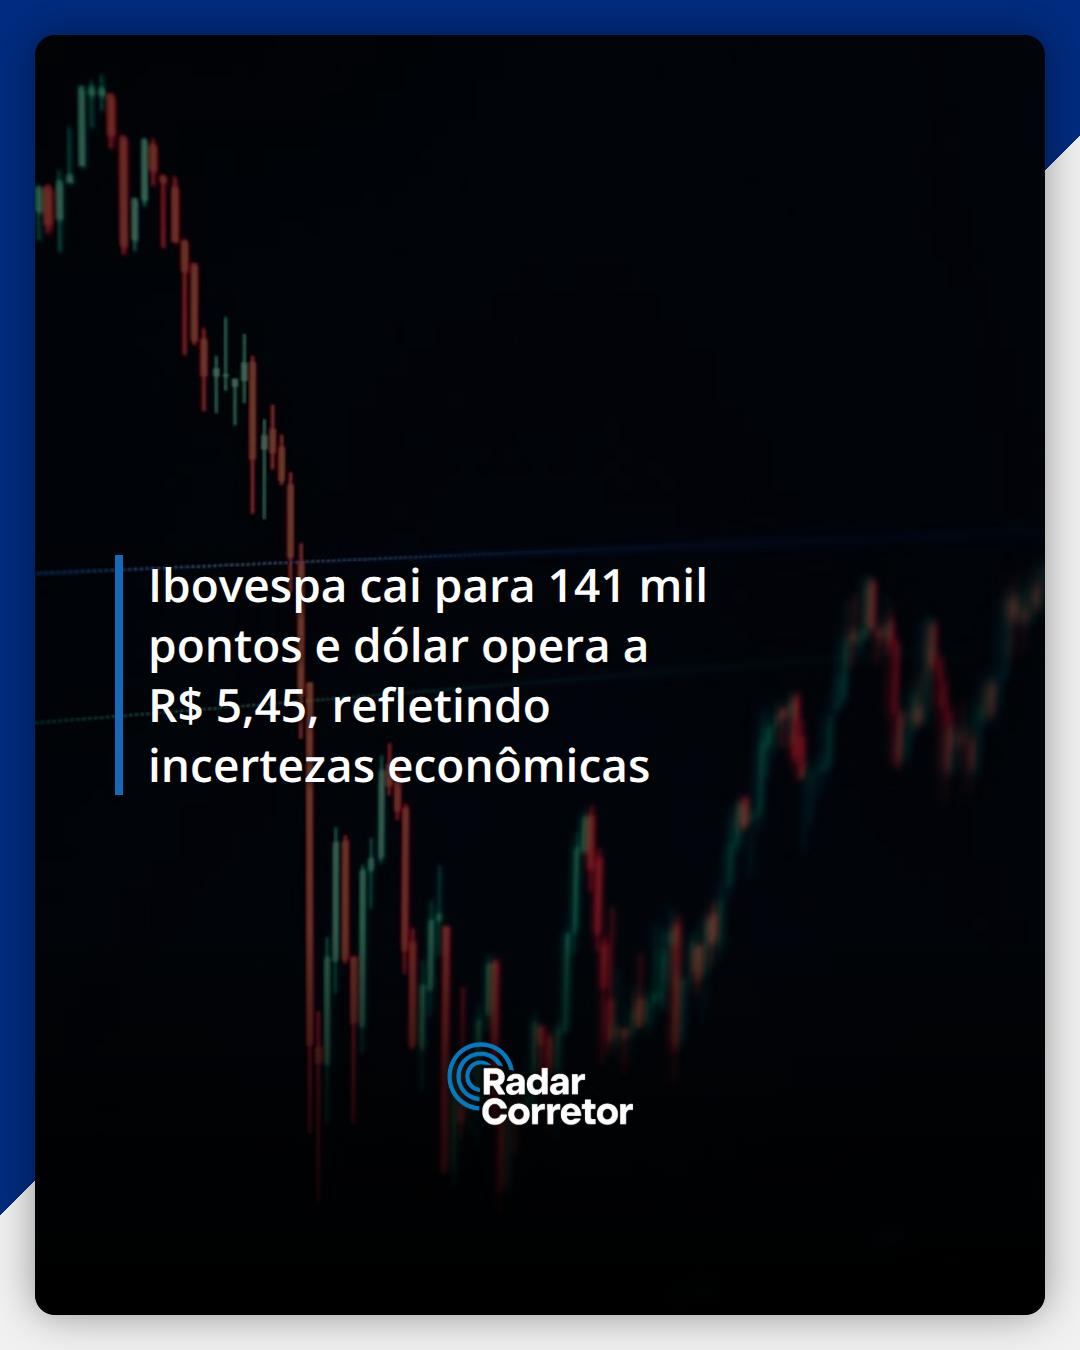 Ibovespa cai para 141 mil
pontos e dólar opera a
R$ 5,45, refletindo
incertezas econômicas
Radar
Corretor